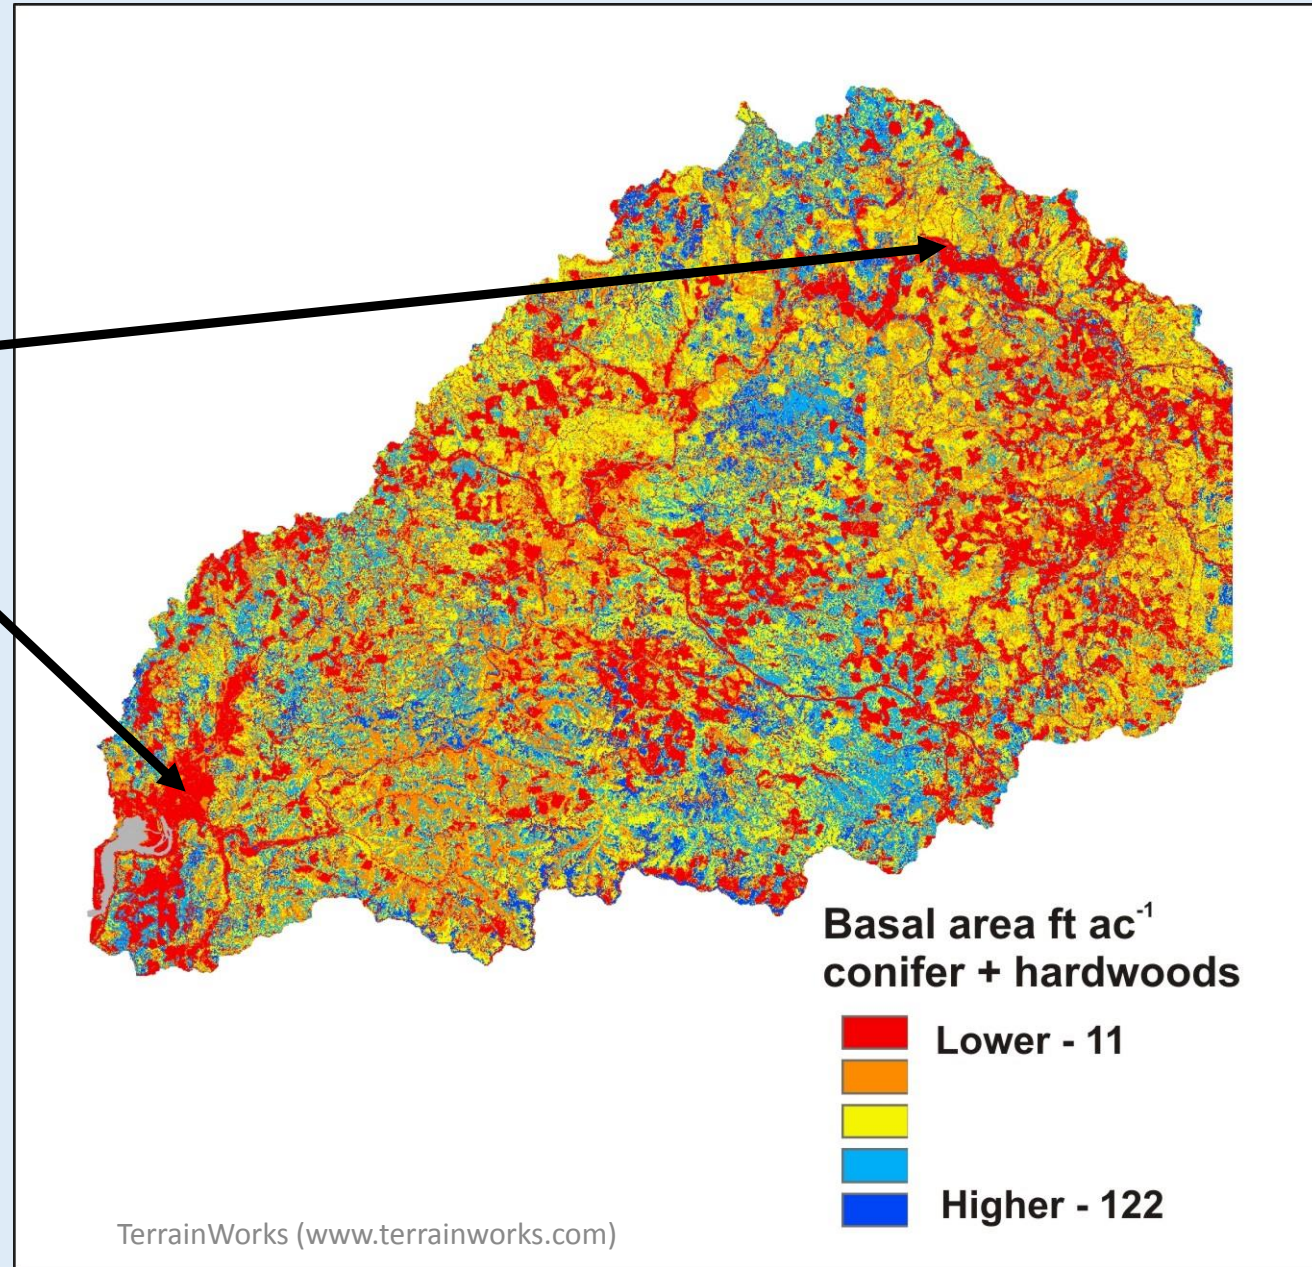 Basal area ft ac⁻¹
conifer + hardwoods
Lower - 11
Higher - 122
TerrainWorks (www.terrainworks.com)